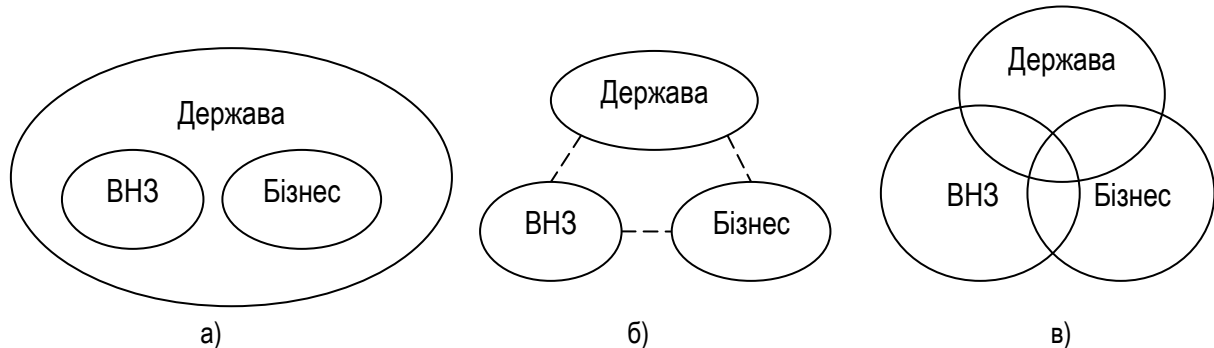 Держава
ВНЗ
Бізнес
а)
Держава
ВНЗ
Бізнес
б)
Держава
ВНЗ
Бізнес
в)